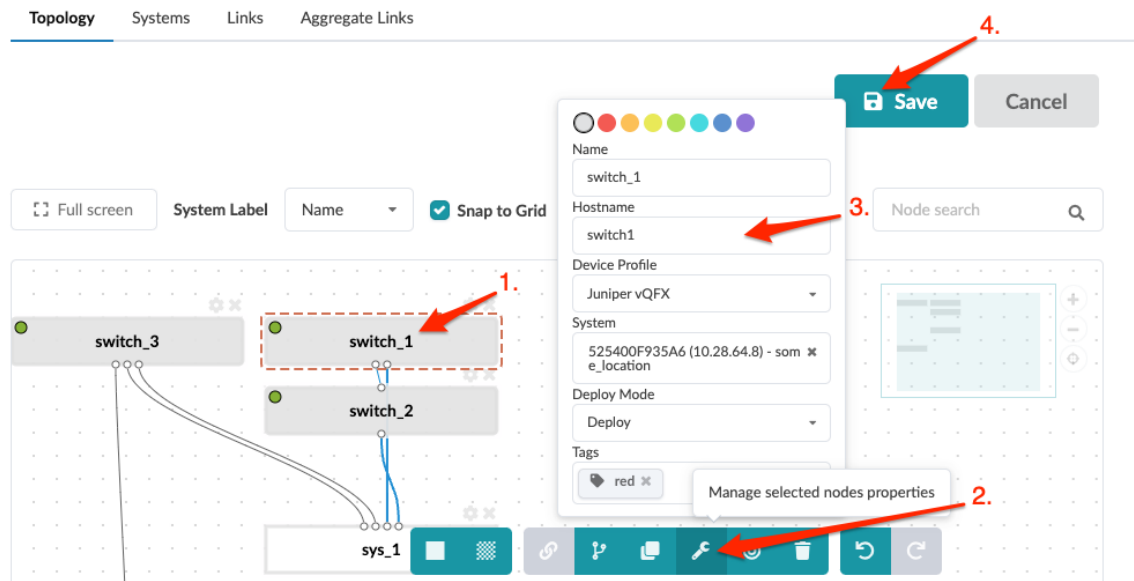 Topology Systems Links Aggregate Links
4.
Save Cancel
Name
switch_1
Full screen System Label Name Snap to Grid
Hostname
3.
Node search
switch1
Device Profile
Juniper vQFX
1.
System
switch_3
switch_1
525400F935A6 (10.28.64.8) - som
e_location
Deploy Mode
switch_2
Deploy
Tags
red
Manage selected nodes properties
2.
sys_1